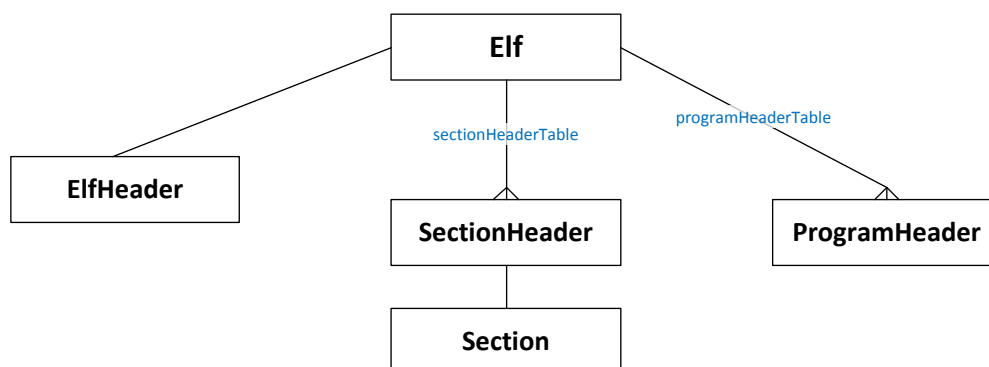 Elf
programHeaderTable
sectionHeaderTable
ElfHeader
SectionHeader
ProgramHeader
Section